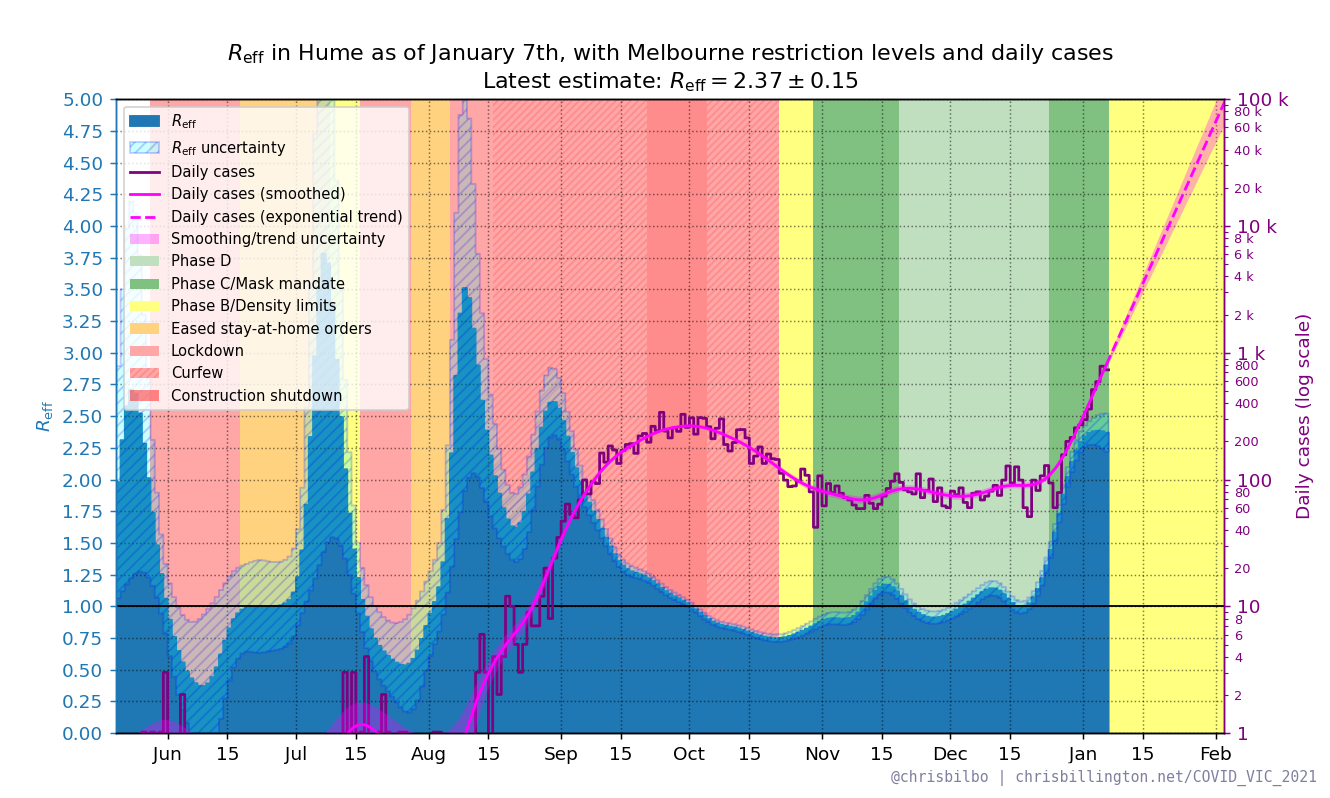 Reff in Hume as of January 7th, with Melbourne restriction levels and daily cases
Latest estimate: Reff = 2.37 ± 0.15
Reff
Reff uncertainty
Daily cases
Daily cases (smoothed)
Daily cases (exponential trend)
Smoothing/trend uncertainty
Phase D
Phase C/Mask mandate
Phase B/Density limits
Eased stay-at-home orders
Lockdown
Curfew
Construction shutdown
Reff
5.00
4.75
4.50
4.25
4.00
3.75
3.50
3.25
3.00
2.75
2.50
2.25
2.00
1.75
1.50
1.25
1.00
0.75
0.50
0.25
0.00
Jun 15 Jul 15 Aug 15 Sep 15 Oct 15 Nov 15 Dec 15 Jan 15 Feb
100 k
80 k
60 k
40 k
20 k
10 k
8 k
6 k
4 k
2 k
1 k
800
600
400
200
100
80
60
40
20
10
8
6
4
2
1
Daily cases (log scale)
@chrisbilbo | chrisbillington.net/COVID_VIC_2021